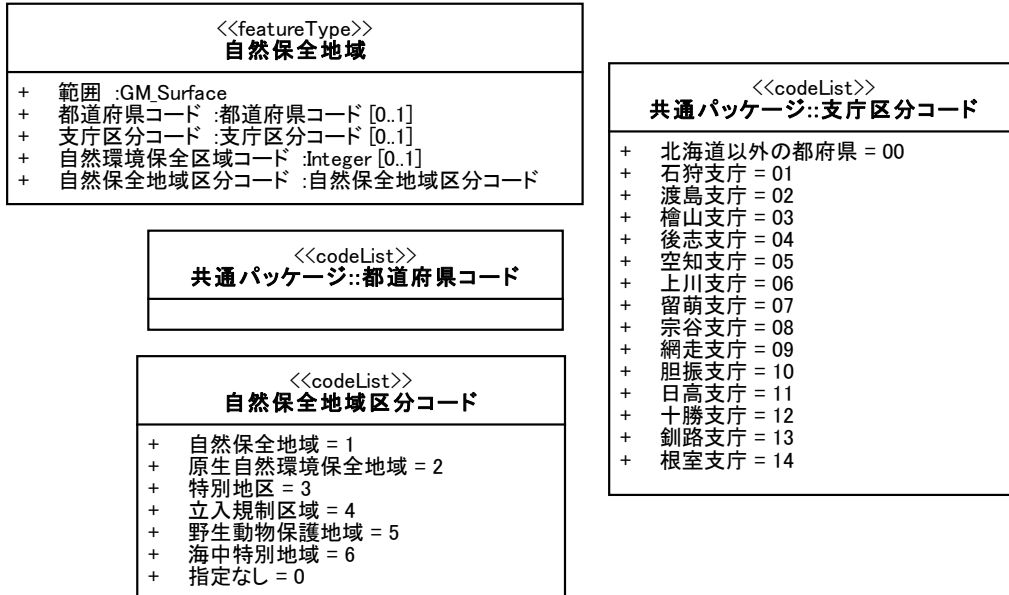 <<featureType>>
自然保全地域
+ 範囲 :GM_Surface
+ 都道府県コード :都道府県コード [0..1]
+ 支庁区分コード :支庁区分コード [0..1]
+ 自然環境保全区域コード :Integer [0..1]
+ 自然保全地域区分コード :自然保全地域区分コード
<<codeList>>
共通パッケージ::都道府県コード
<<codeList>>
自然保全地域区分コード
+ 自然保全地域 = 1
+ 原生自然環境保全地域 = 2
+ 特別地区 = 3
+ 立入規制区域 = 4
+ 野生動物保護地域 = 5
+ 海中特別地域 = 6
+ 指定なし = 0
<<codeList>>
共通パッケージ::支庁区分コード
+ 北海道以外の都府県 = 00
+ 石狩支庁 = 01
+ 渡島支庁 = 02
+ 檜山支庁 = 03
+ 後志支庁 = 04
+ 空知支庁 = 05
+ 上川支庁 = 06
+ 留萌支庁 = 07
+ 宗谷支庁 = 08
+ 網走支庁 = 09
+ 胆振支庁 = 10
+ 日高支庁 = 11
+ 十勝支庁 = 12
+ 釧路支庁 = 13
+ 根室支庁 = 14